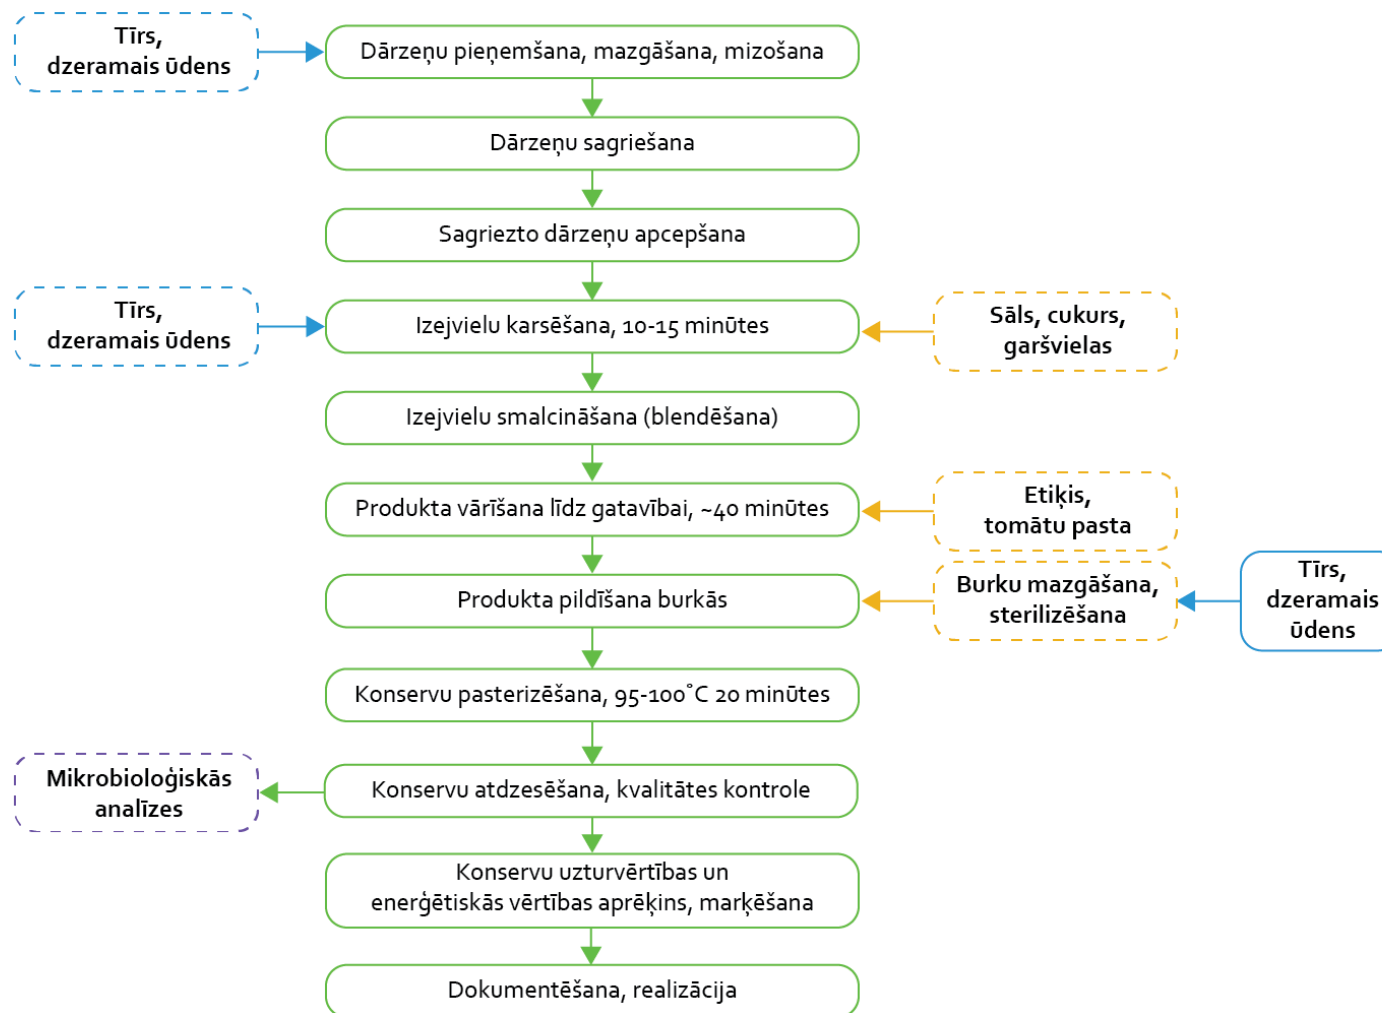 Tīrs,
dzeramais ūdens
Dārzeņu pieņemšana, mazgāšana, mizošana
Dārzeņu sagriešana
Sagriezto dārzeņu apcepšana
Tīrs,
dzeramais ūdens
Izejvielu karsēšana, 10-15 minūtes
Sāls, cukurs,
garšvielas
Izejvielu smalcināšana (blendēšana)
Produkta vārīšana līdz gatavībai, ~40 minūtes
Etiķis,
tomātu pasta
Produkta pildīšana burkās
Burku mazgāšana,
sterilizēšana
Tīrs,
dzeramais
ūdens
Konservu pasterizēšana, 95-100˚C 20 minūtes
Mikrobioloģiskās
analīzes
Konservu atdzesēšana, kvalitātes kontrole
Konservu uzturvērtības un
enerģētiskās vērtības aprēķins, marķēšana
Dokumentēšana, realizācija